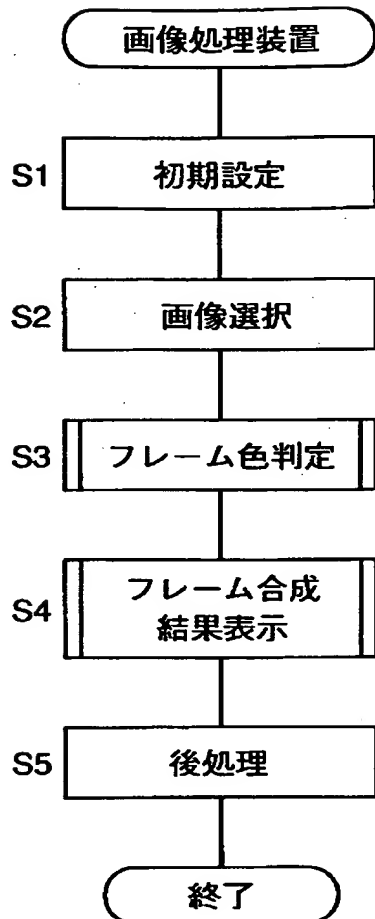 画像処理装置
S1
初期設定
S2
画像選択
S3
フレーム色判定
S4
フレーム合成
結果表示
S5
後処理
終了